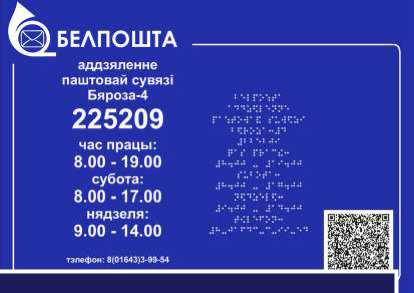 БЕЛПОШТА
аддзяленне
паштовай сувязі
Бяроза-4
225209
час працы:
8.00 - 19.00
субота:
8.00 - 17.00
нядзеля:
9.00 - 14.00
тэлефон: 8(01643)3-99-54